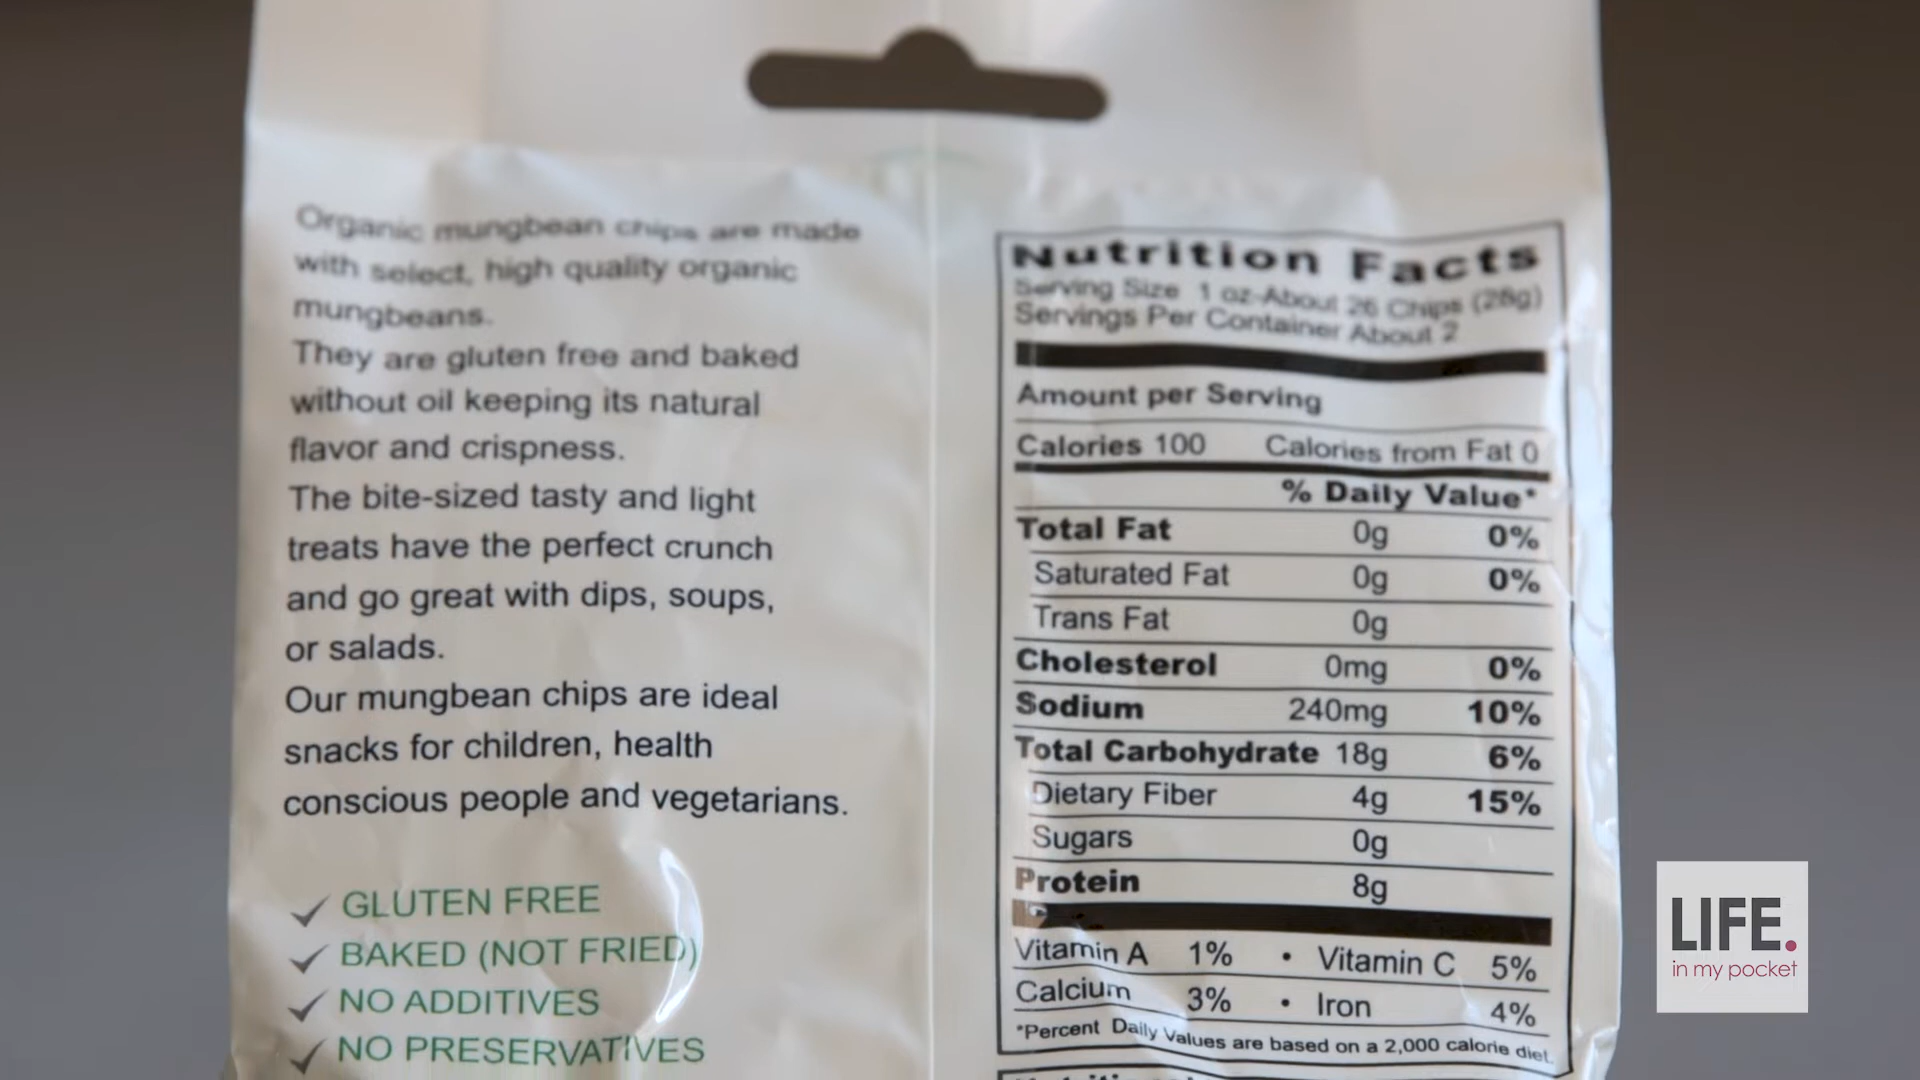 Organic mungbean chips are made
with select, high quality organic
mungbeans.
They are gluten free and baked
without oil keeping its natural
flavor and crispness.
The bite-sized tasty and light
treats have the perfect crunch
and go great with dips, soups,
or salads.
Our mungbean chips are ideal
snacks for children, health
conscious people and vegetarians.
GLUTEN FREE
BAKED (NOT FRIED)
NO ADDITIVES
NO PRESERVATIVES
Nutrition Facts
Serving Size 1 oz-About 26 Chips (28g)
Servings Per Container About 2
Amount per Serving
Calories 100 Calories from Fat 0
% Daily Value*
Total Fat 0g 0%
Saturated Fat 0g 0%
Trans Fat 0g
Cholesterol 0mg 0%
Sodium 240mg 10%
Total Carbohydrate 18g 6%
Dietary Fiber 4g 15%
Sugars 0g
Protein 8g
Vitamin A 1% • Vitamin C 5%
Calcium 3% • Iron 4%
*Percent Daily Values are based on a 2,000 calorie diet.
LIFE.
in my pocket